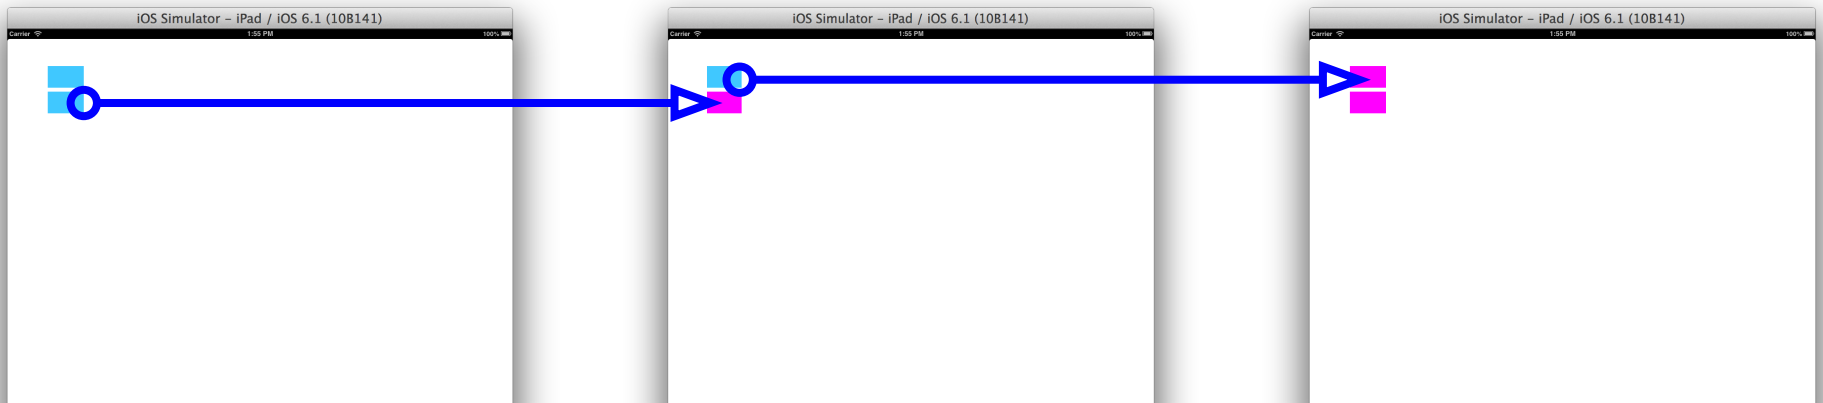 iOS Simulator – iPad / iOS 6.1 (10B141)
Carrier 1:55 PM 100%
iOS Simulator – iPad / iOS 6.1 (10B141)
Carrier 1:55 PM 100%
iOS Simulator – iPad / iOS 6.1 (10B141)
Carrier 1:55 PM 100%